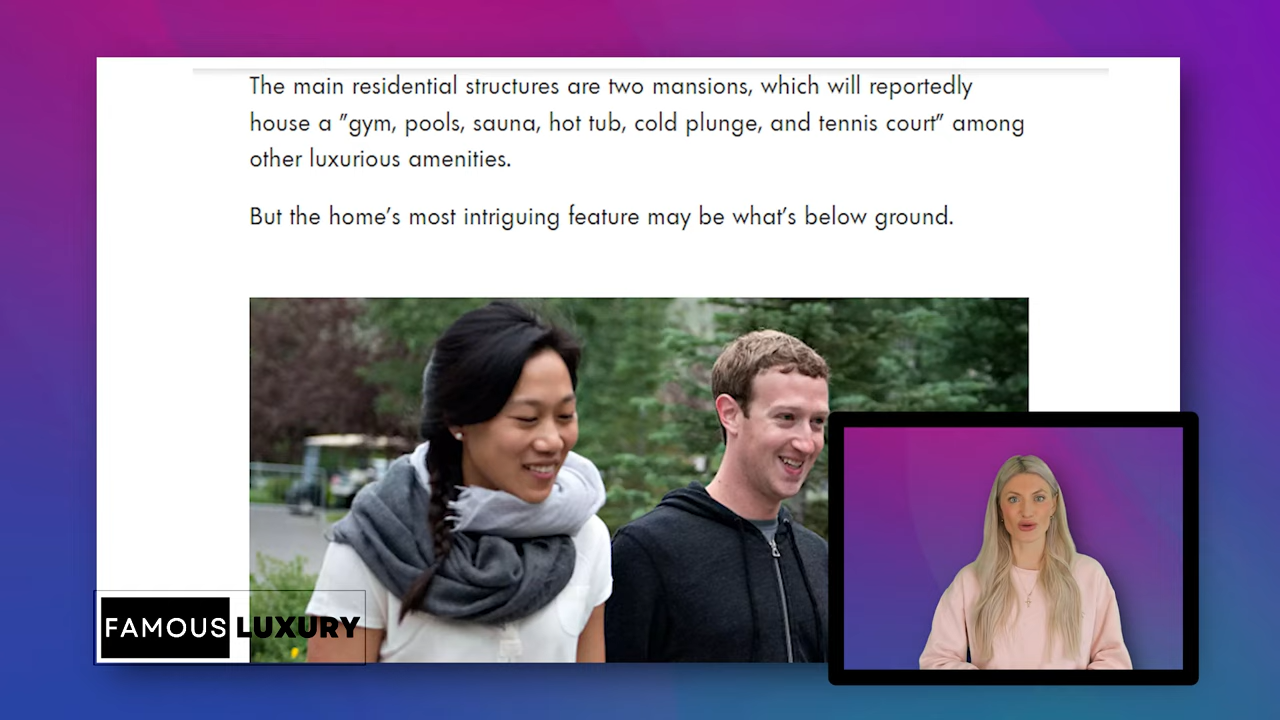 The main residential structures are two mansions, which will reportedly
house a "gym, pools, sauna, hot tub, cold plunge, and tennis court" among
other luxurious amenities.
But the home's most intriguing feature may be what's below ground.
FAMOUS LUXURY